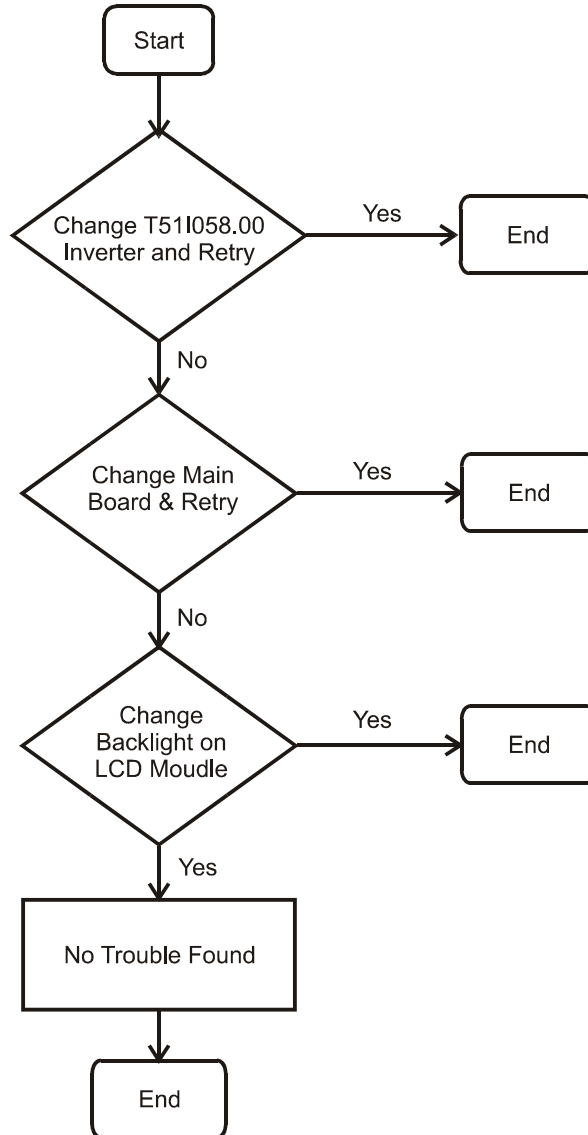 Start
Change T51I058.00
Inverter and Retry
Yes
End
No
Change Main
Board & Retry
Yes
End
No
Change
Backlight on
LCD Moudle
Yes
End
Yes
No Trouble Found
End